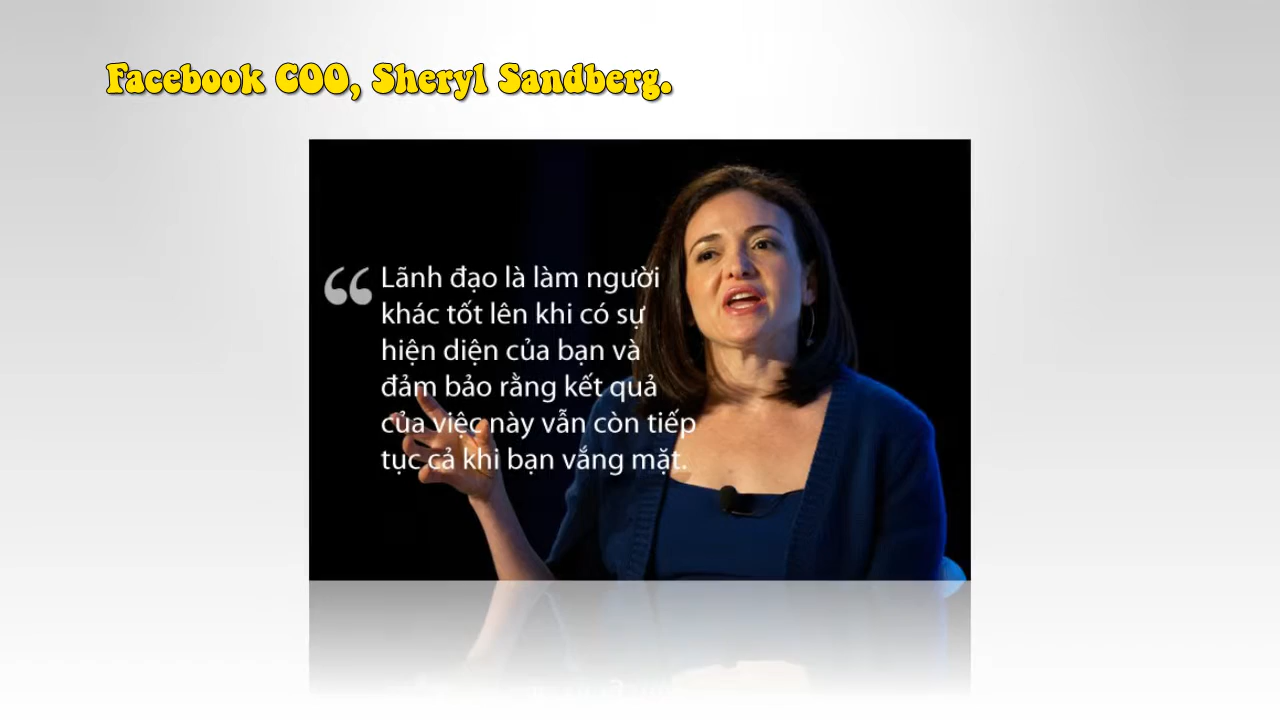 Facebook COO, Sheryl Sandberg.
“Lãnh đạo là làm người
khác tốt lên khi có sự
hiện diện của bạn và
đảm bảo rằng kết quả
của việc này vẫn còn tiếp
tục cả khi bạn vắng mặt.